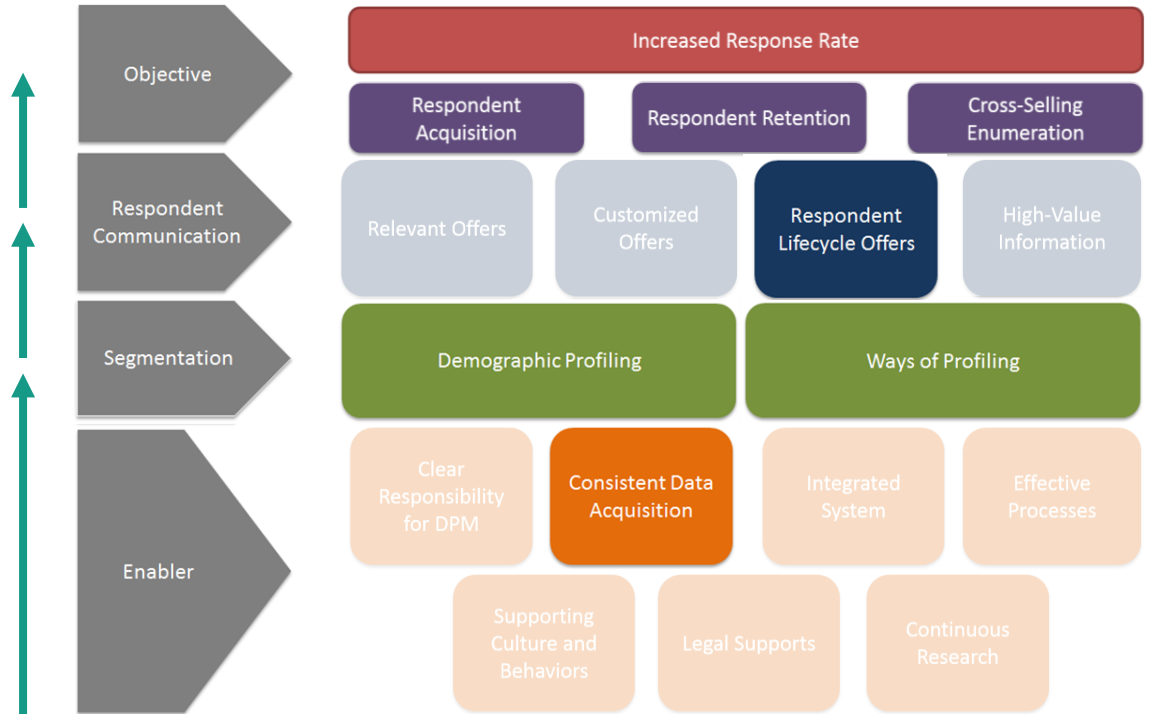 Objective
Increased Response Rate
Respondent
Acquisition
Respondent Retention
Cross-Selling
Enumeration
Respondent
Communication
Relevant Offers
Customized
Offers
Respondent
Lifecycle Offers
High-Value
Information
Segmentation
Demographic Profiling
Ways of Profiling
Enabler
Clear
Responsibility
for DPM
Consistent Data
Acquisition
Integrated
System
Effective
Processes
Supporting
Culture and
Behaviors
Legal Supports
Continuous
Research